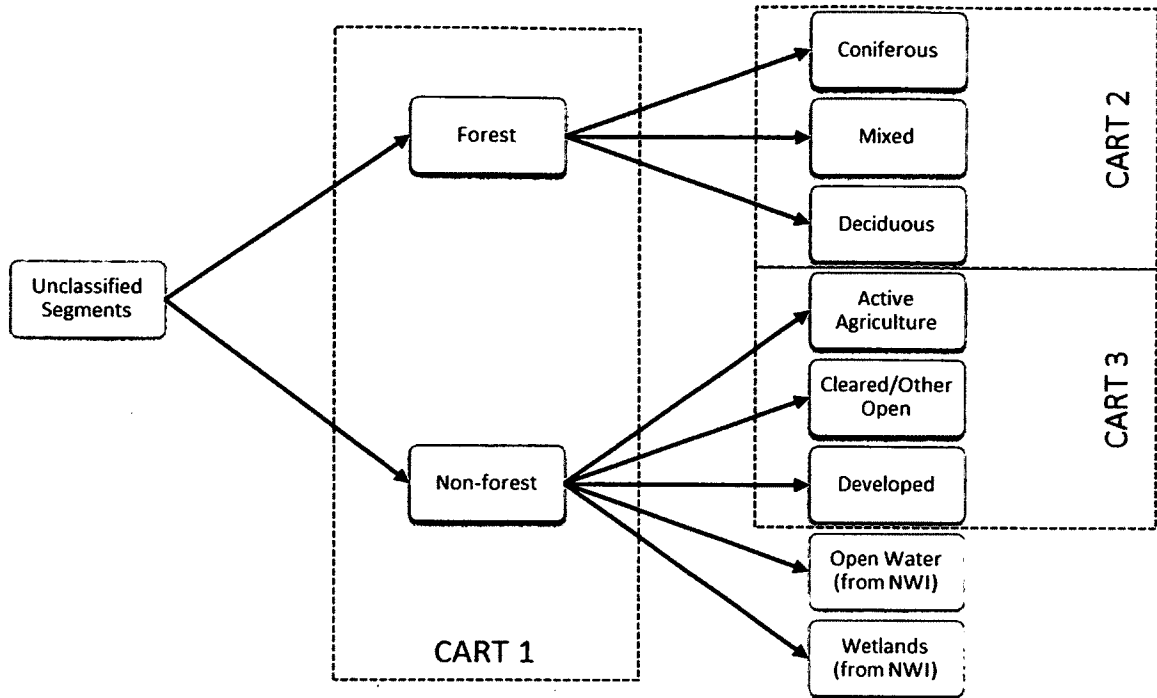 Coniferous
Forest
Mixed
CART 2
Deciduous
Unclassified
Segments
Active
Agriculture
Cleared/Other
Open
CART 3
Non-forest
Developed
Open Water
(from NWI)
CART 1
Wetlands
(from NWI)